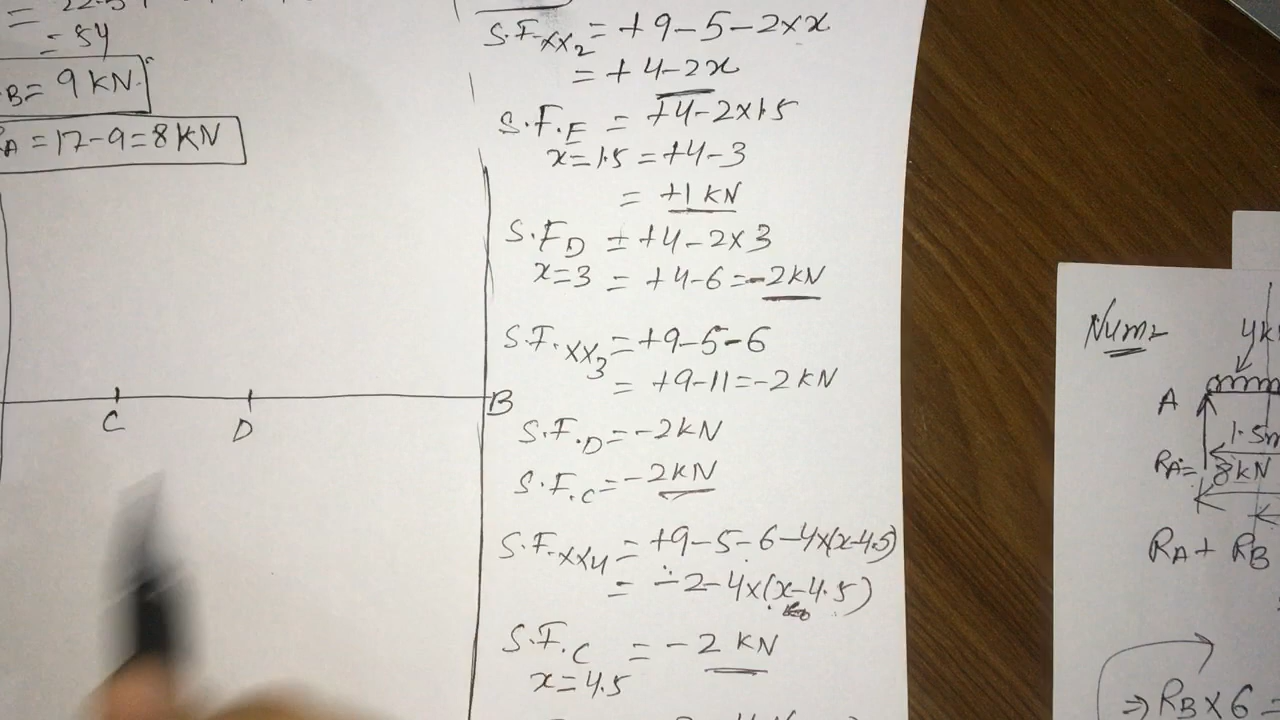 = 54
B = 9 KN
A = 17-9 = 8 KN
C
D
B
S.F.XX2 = +9-5-2×x
= +4-2x
S.F.E = +4-2×1.5
x=1.5 = +4-3
= +1 KN
S.F.D = +4-2×3
x=3 = +4-6 = -2KN
S.F.XX3 = +9-5-6
= +9-11 = -2 KN
S.F.D = -2KN
S.F.C = -2KN
S.F.XX4 = +9-5-6-4×(x-4.5)
= -2-4×(x-4.5)
S.F.C = -2 KN
x=4.5
Num
4k
A
1.5m
RA = 8KN
RA + RB
⇒ RB × 6 =